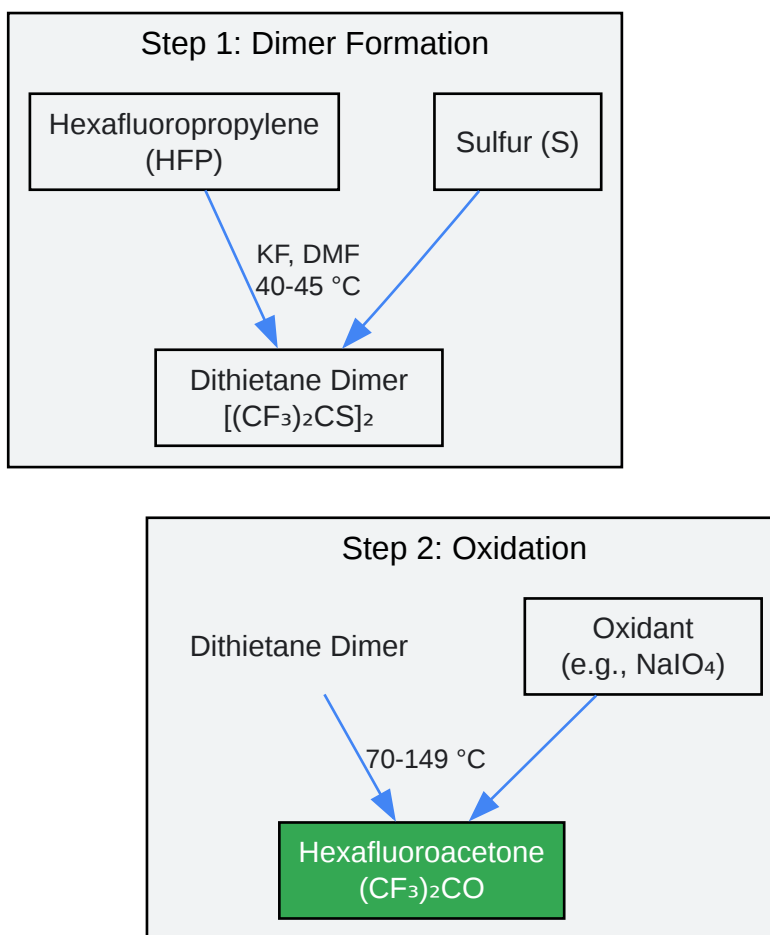 Step 1: Dimer Formation
Hexafluoropropylene
(HFP)
Sulfur (S)
KF, DMF
40-45 °C
Dithietane Dimer
[(CF₃)₂CS]₂
Step 2: Oxidation
Dithietane Dimer
Oxidant
(e.g., NaIO₄)
70-149 °C
Hexafluoroacetone
(CF₃)₂CO